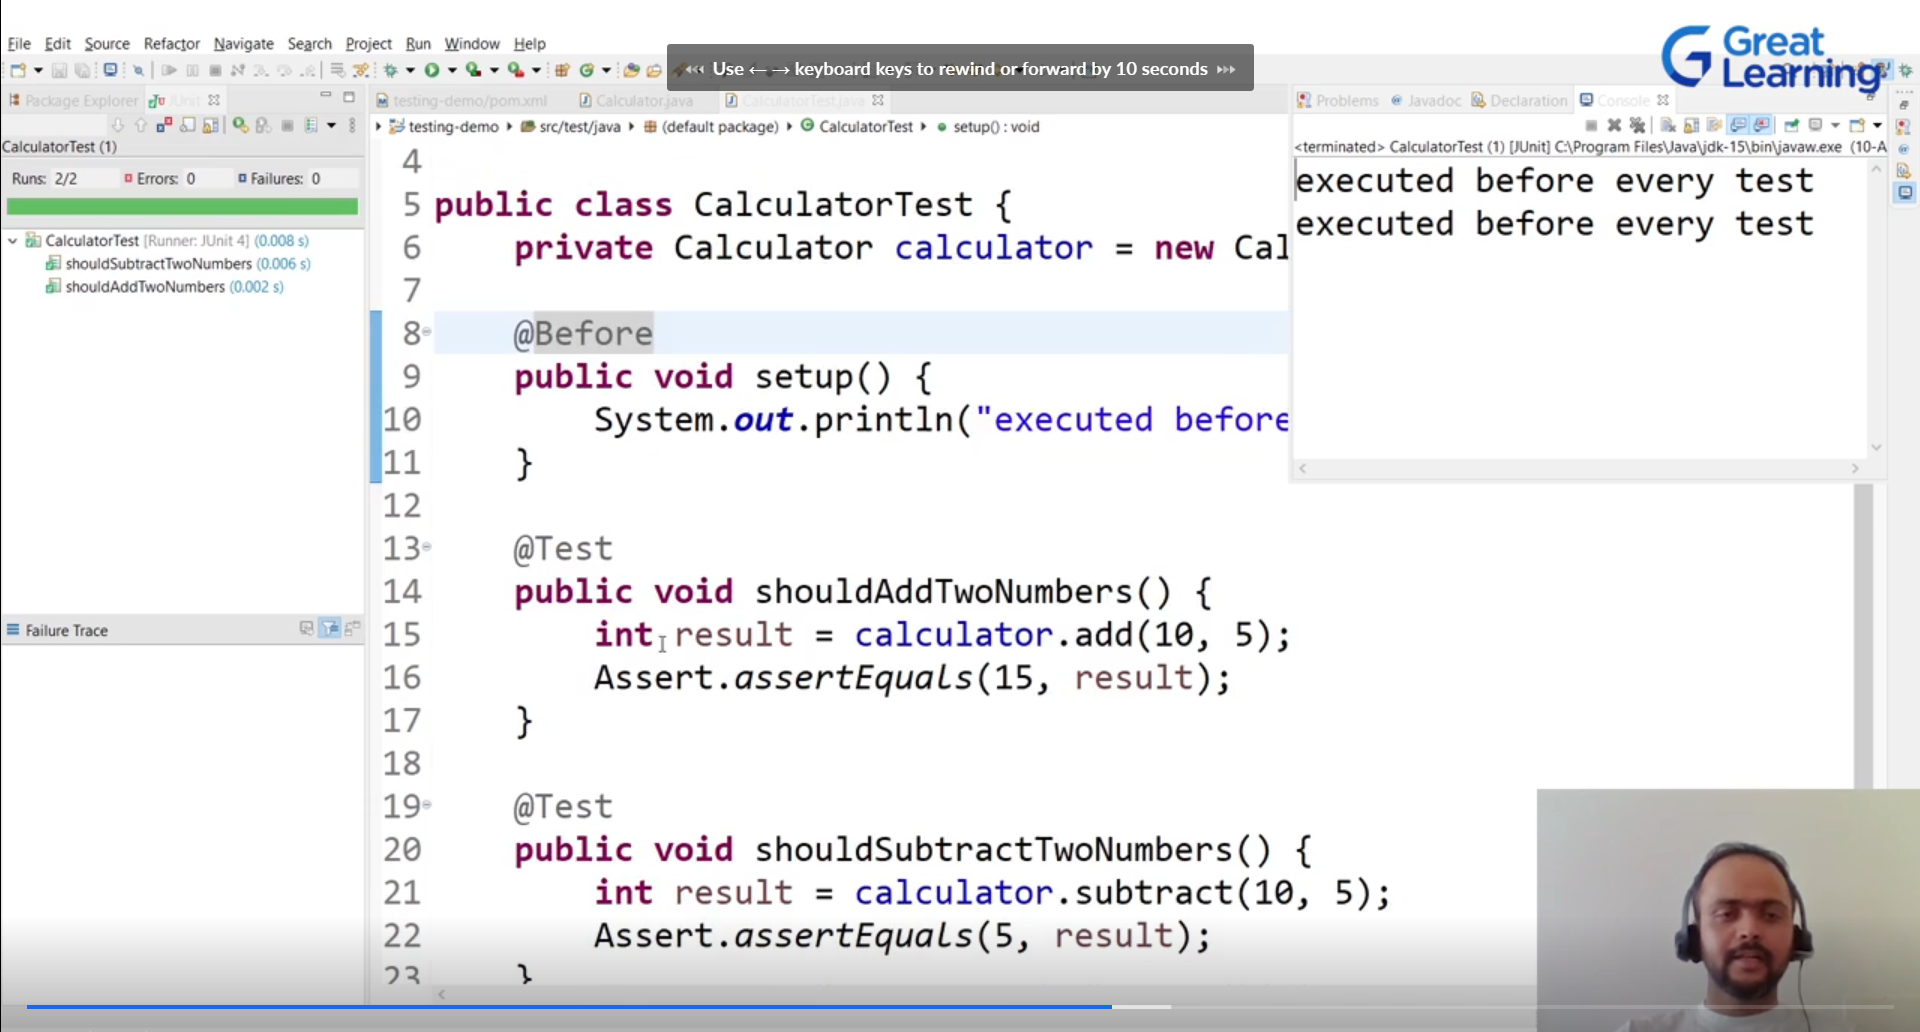 Great Learning
File Edit Source Refactor Navigate Search Project Run Window Help
Use ←→ keyboard keys to rewind or forward by 10 seconds
Package Explorer JUnit
testing-demo/pom.xml Calculator.java CalculatorTest.java
Problems Javadoc Declaration Console
testing-demo src/test/java (default package) CalculatorTest setup() : void
CalculatorTest (1)
<terminated> CalculatorTest (1) [JUnit] C:\Program Files\Java\jdk-15\bin\javaw.exe (10-A
Runs: 2/2 Errors: 0 Failures: 0
CalculatorTest [Runner: JUnit 4] (0.008 s)
shouldSubtractTwoNumbers (0.006 s)
shouldAddTwoNumbers (0.002 s)
Failure Trace
4
5 public class CalculatorTest {
6 private Calculator calculator = new Cal
7
8 @Before
9 public void setup() {
10 System.out.println("executed before
11 }
12
13 @Test
14 public void shouldAddTwoNumbers() {
15 int result = calculator.add(10, 5);
16 Assert.assertEquals(15, result);
17 }
18
19 @Test
20 public void shouldSubtractTwoNumbers() {
21 int result = calculator.subtract(10, 5);
22 Assert.assertEquals(5, result);
23 }
executed before every test
executed before every test